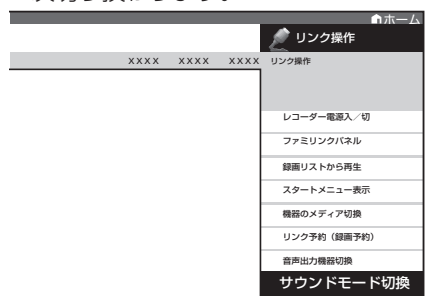 ホーム
リンク操作
XXXX XXXX XXXX リンク操作
レコーダー電源入／切
ファミリンクパネル
録画リストから再生
スタートメニュー表示
機器のメディア切換
リンク予約（録画予約）
音声出力機器切換
サウンドモード切換